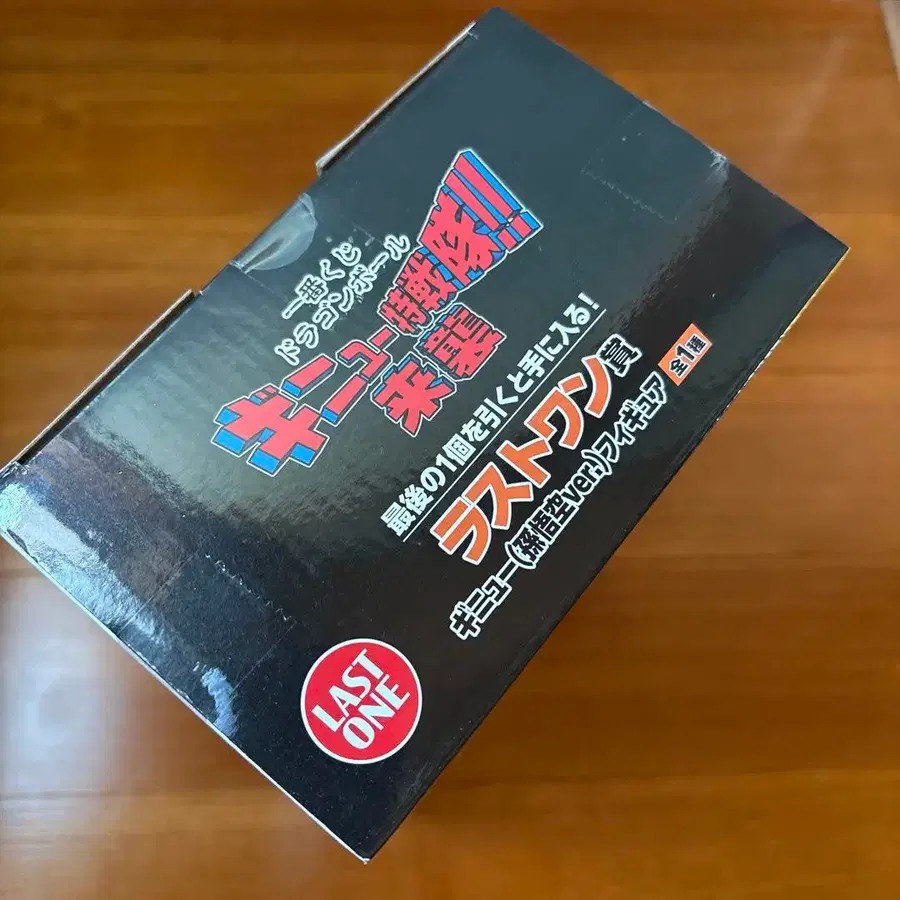 一番くじ
ドラゴンボール
ギニュー特戦隊!!!
来襲
最後の1個を引くと手に入る!
ラストワン賞
ギニュー(孫悟空ver.)フィギュア 全1種
LAST
ONE